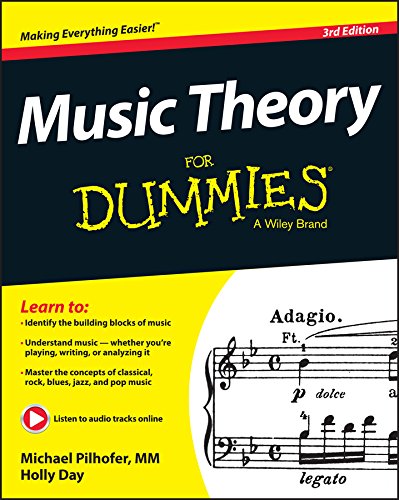 Making Everything Easier!™
3rd Edition
Music Theory
FOR
DUMMIES®
A Wiley Brand
Learn to:
• Identify the building blocks of music
• Understand music — whether you're
playing, writing, or analyzing it
• Master the concepts of classical,
rock, blues, jazz, and pop music
Listen to audio tracks online
Michael Pilhofer, MM
Holly Day
Adagio.
Ft.
1
2
p dolce
p
legato